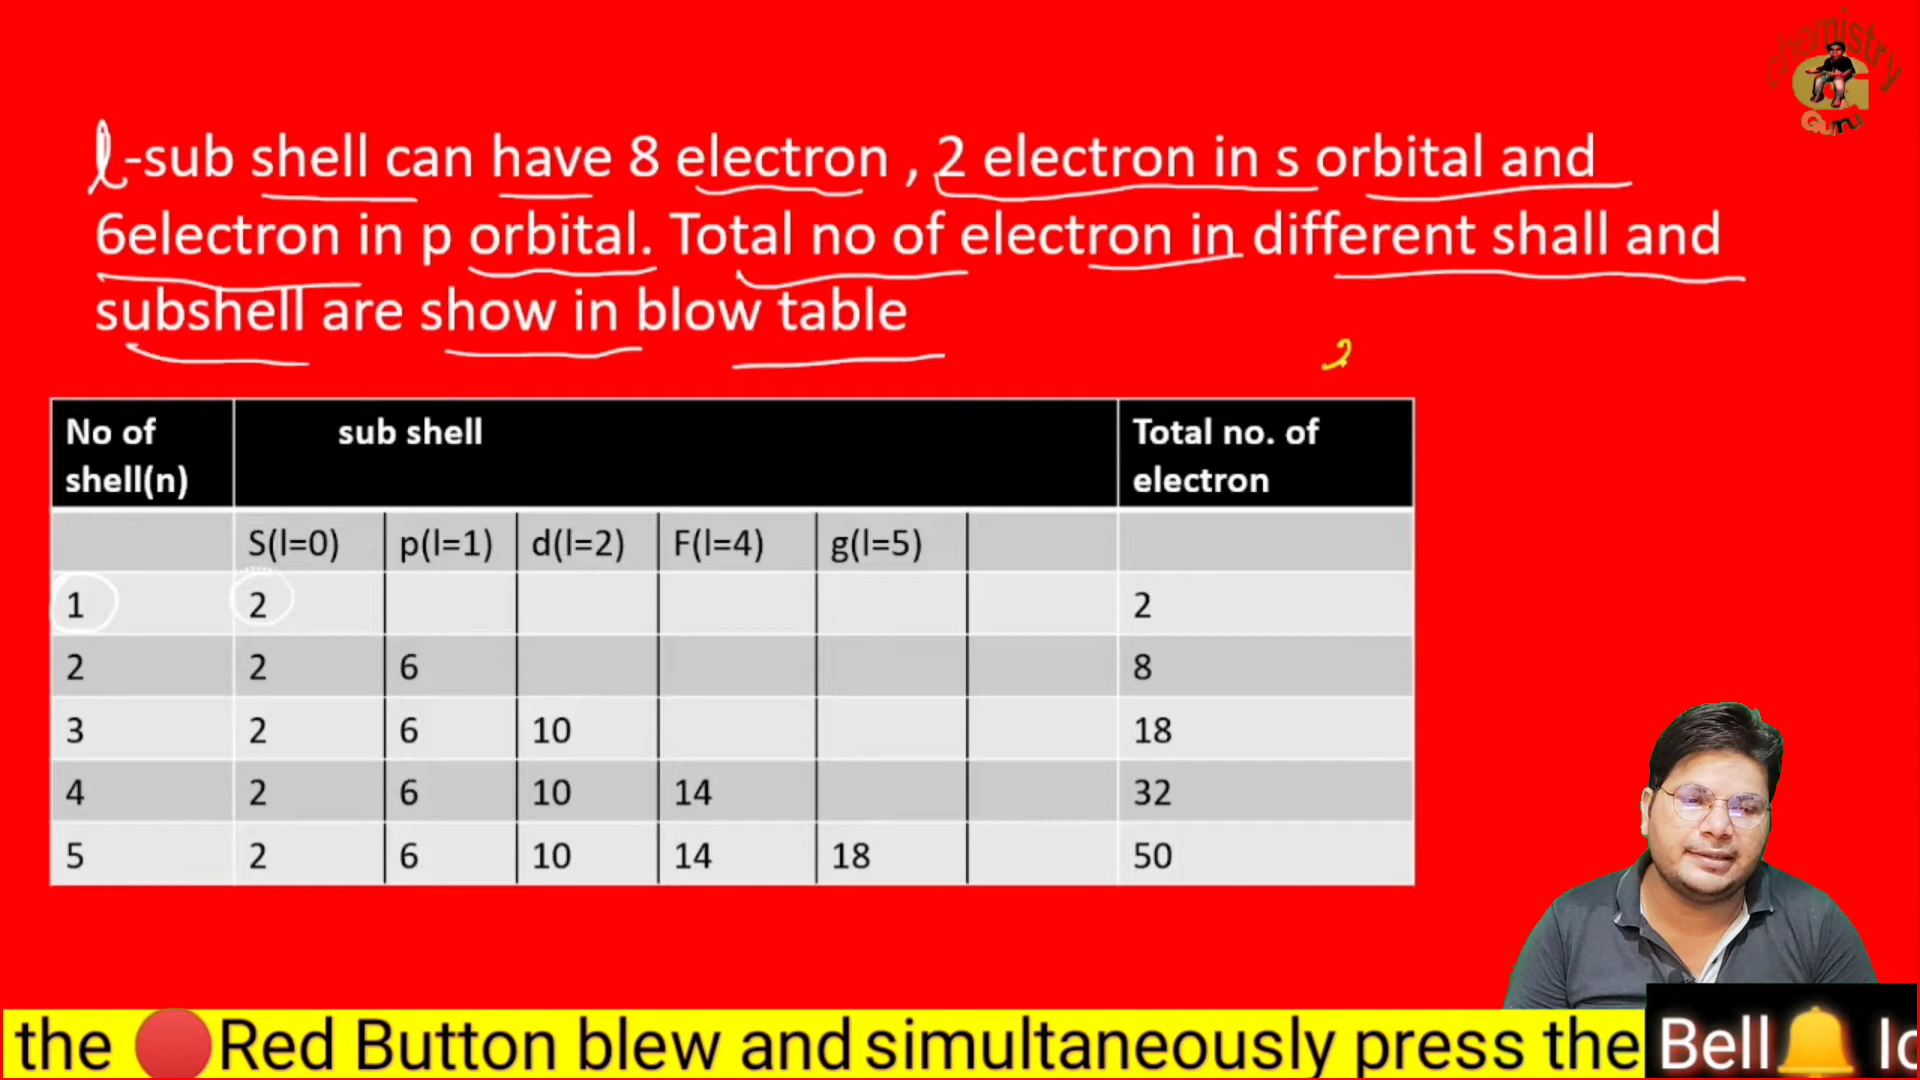 chemistry
G
Guru
l-sub shell can have 8 electron , 2 electron in s orbital and
6electron in p orbital. Total no of electron in different shall and
subshell are show in blow table
2
No of shell(n) sub shell Total no. of electron
S(l=0) p(l=1) d(l=2) F(l=4) g(l=5)
1 2 2
2 2 6 8
3 2 6 10 18
4 2 6 10 14 32
5 2 6 10 14 18 50
the 🔴Red Button blew and simultaneously press the Bell🔔 Ic